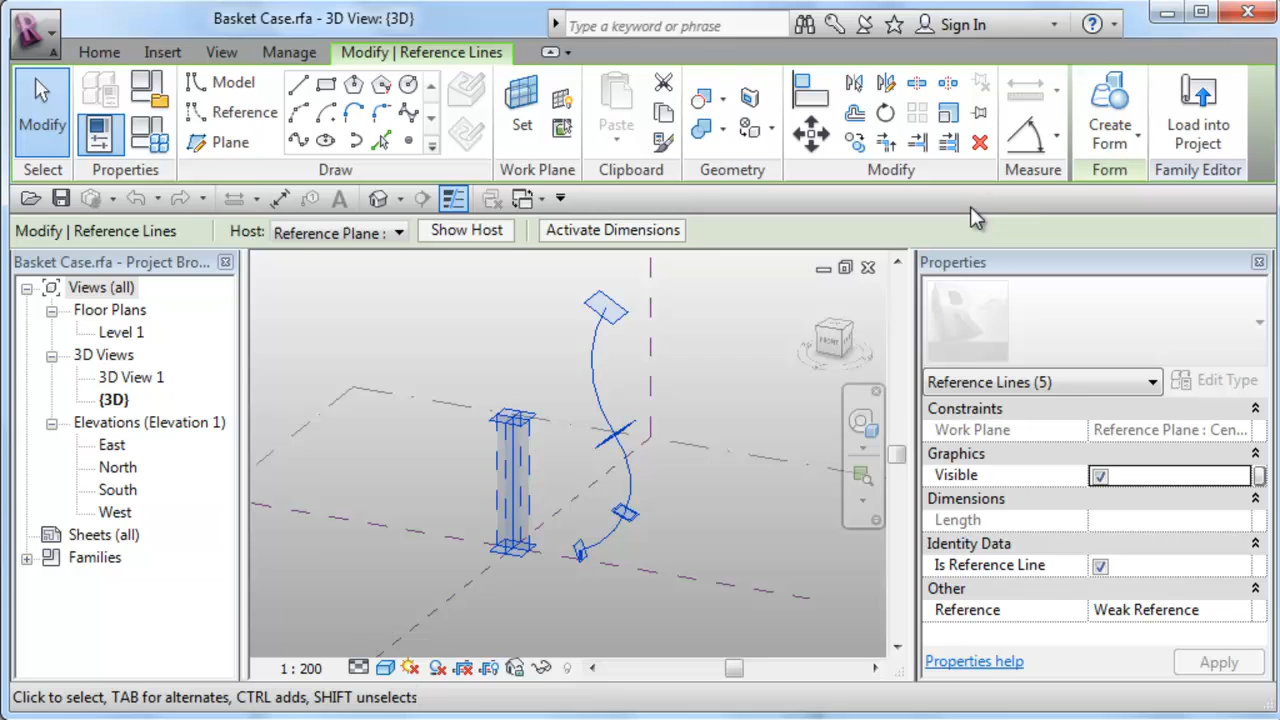 Basket Case.rfa - 3D View: {3D}
Type a keyword or phrase
Sign In
Home
Insert
View
Manage
Modify | Reference Lines
Modify
Model
Reference
Plane
Set
Paste
Create
Form
Load into
Project
Select
Properties
Draw
Work Plane
Clipboard
Geometry
Modify
Measure
Form
Family Editor
Modify | Reference Lines
Host:
Reference Plane :
Show Host
Activate Dimensions
Basket Case.rfa - Project Bro...
Views (all)
Floor Plans
Level 1
3D Views
3D View 1
{3D}
Elevations (Elevation 1)
East
North
South
West
Sheets (all)
Families
FRONT
Properties
Reference Lines (5)
Edit Type
Constraints
Work Plane
Reference Plane : Cen...
Graphics
Visible
Dimensions
Length
Identity Data
Is Reference Line
Other
Reference
Weak Reference
Properties help
Apply
1 : 200
Click to select, TAB for alternates, CTRL adds, SHIFT unselects